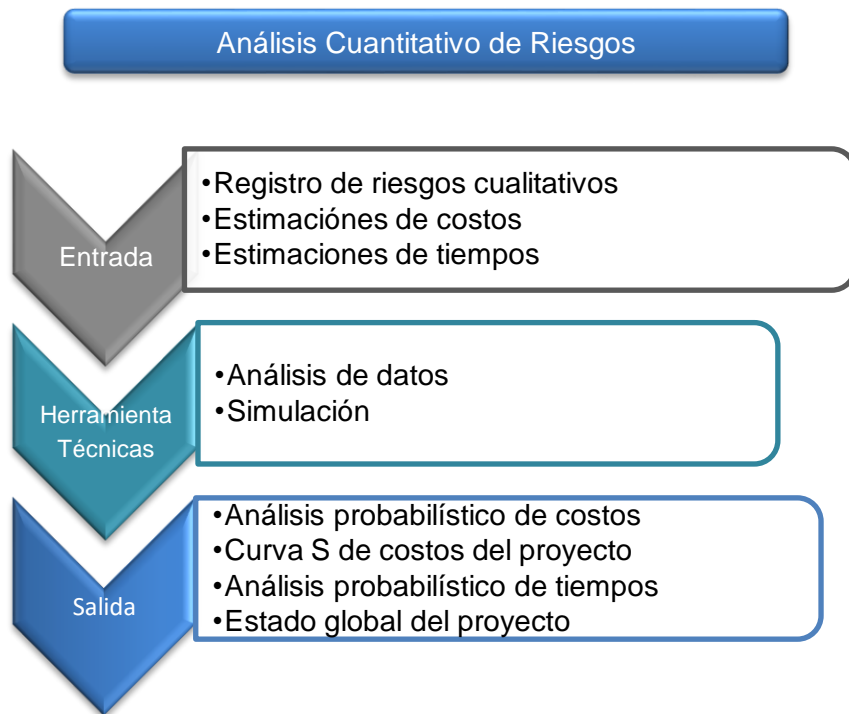 Análisis Cuantitativo de Riesgos
Entrada
•Registro de riesgos cualitativos
•Estimaciónes de costos
•Estimaciones de tiempos
Herramienta
Técnicas
•Análisis de datos
•Simulación
Salida
•Análisis probabilístico de costos
•Curva S de costos del proyecto
•Análisis probabilístico de tiempos
•Estado global del proyecto